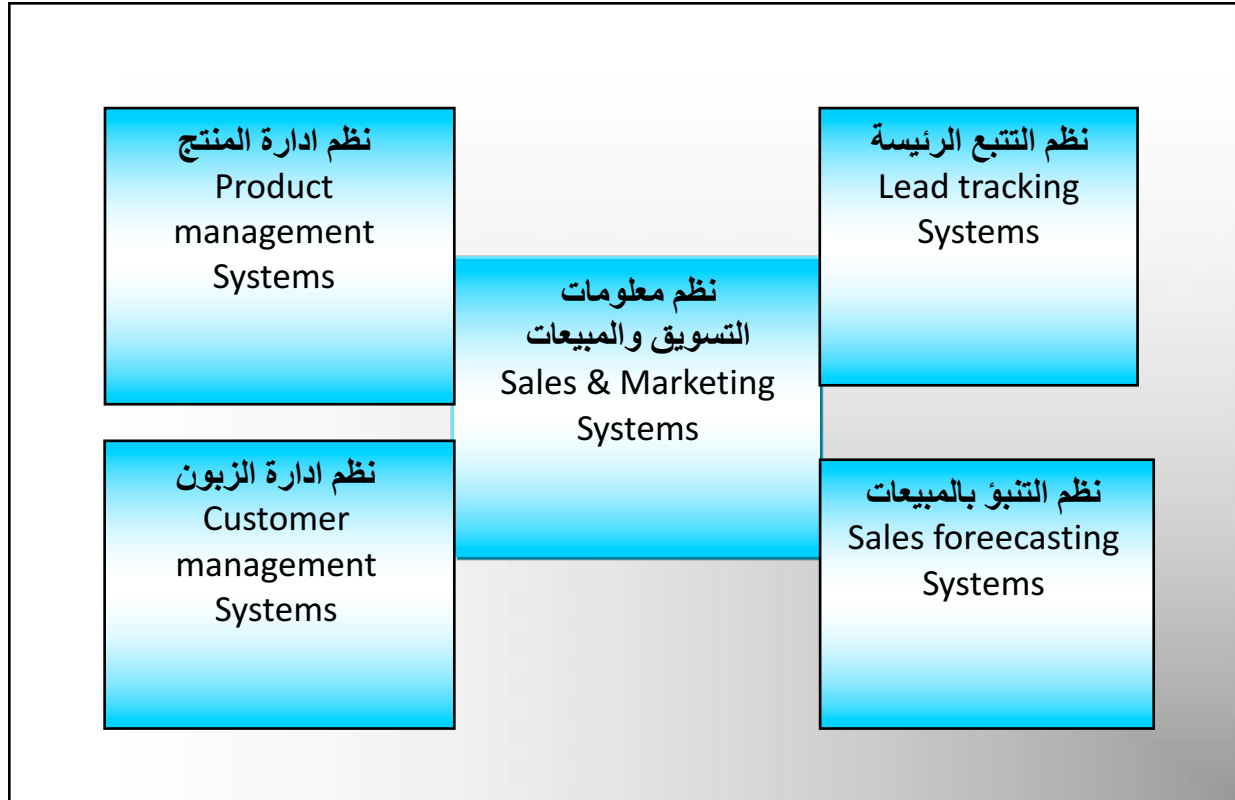 نظم ادارة المنتج
Product
management
Systems
نظم التتبع الرئيسة
Lead tracking
Systems
نظم معلومات
التسويق والمبيعات
Sales & Marketing
Systems
نظم ادارة الزبون
Customer
management
Systems
نظم التنبؤ بالمبيعات
Sales foreecasting
Systems